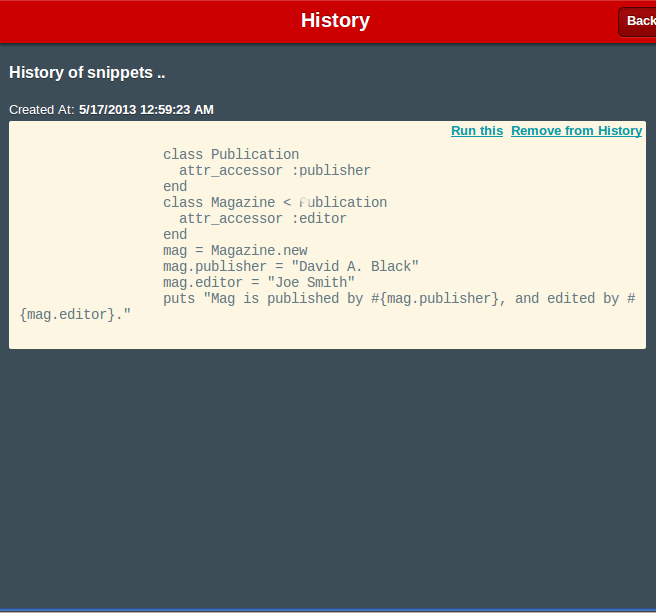 History
Back
History of snippets ..
Created At: 5/17/2013 12:59:23 AM
Run this Remove from History
class Publication
attr_accessor :publisher
end
class Magazine < Publication
attr_accessor :editor
end
mag = Magazine.new
mag.publisher = "David A. Black"
mag.editor = "Joe Smith"
puts "Mag is published by #{mag.publisher}, and edited by #
{mag.editor}."